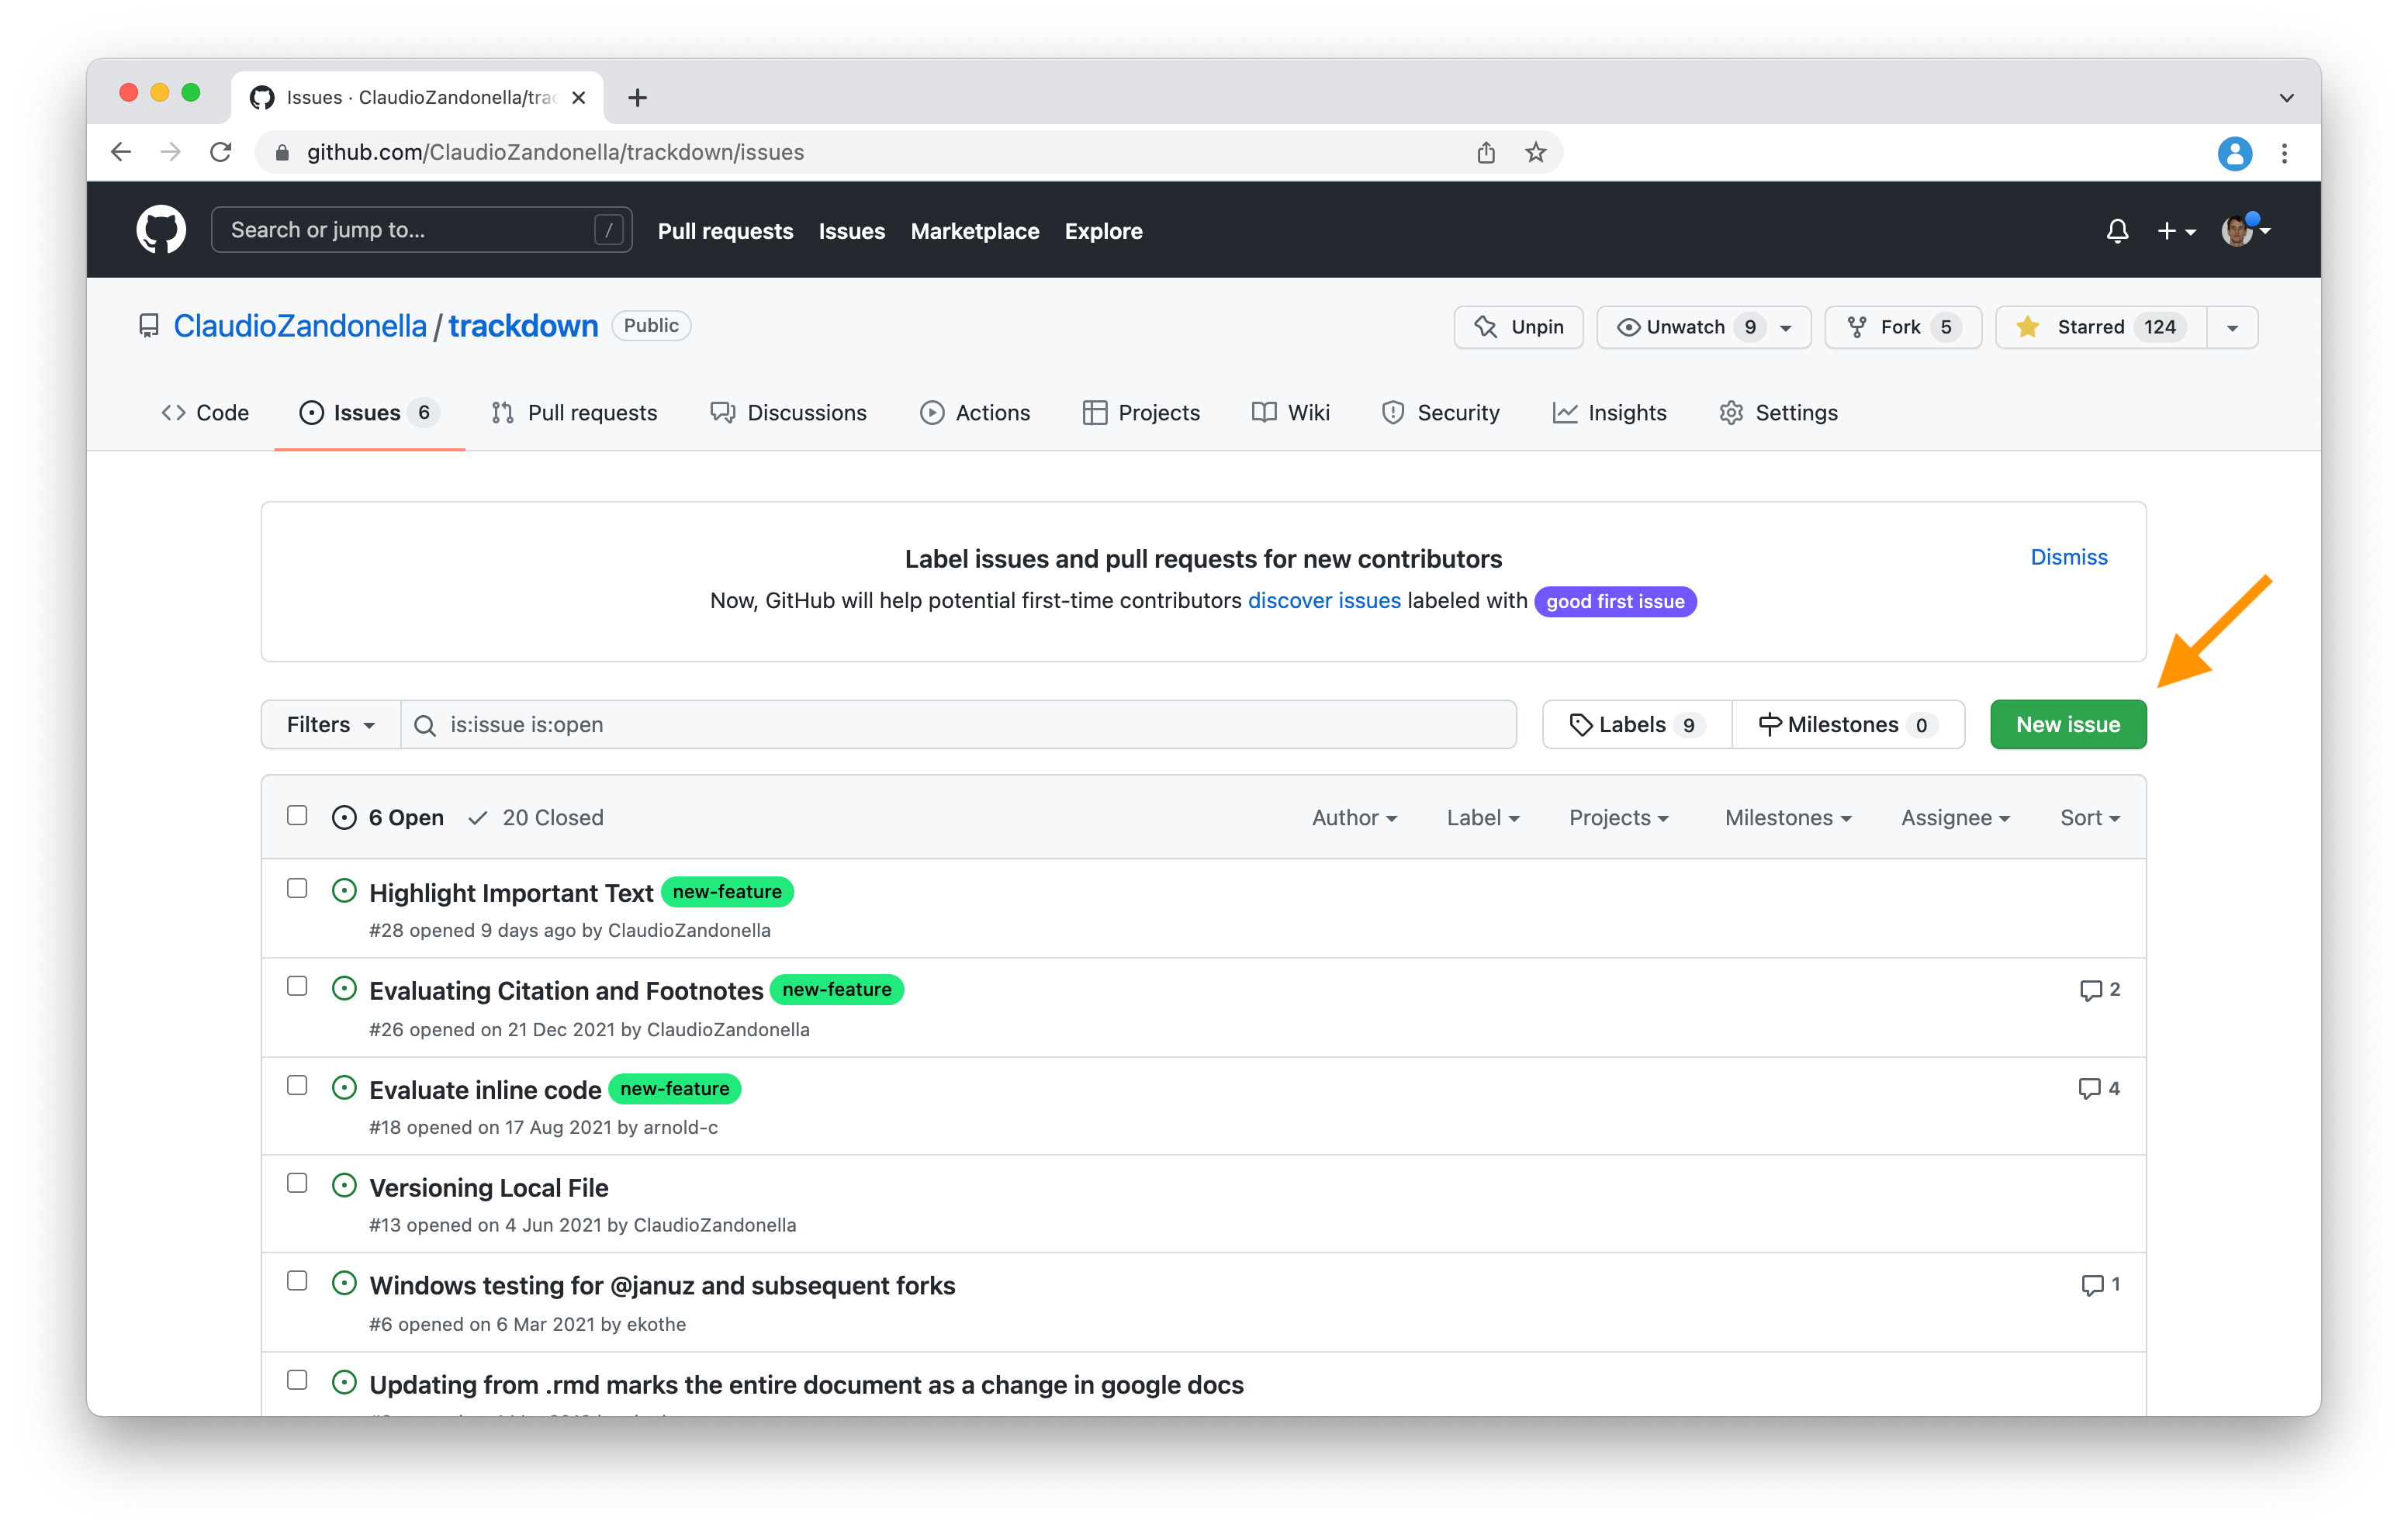 Issues · ClaudioZandonella/trac
github.com/ClaudioZandonella/trackdown/issues
Search or jump to... / Pull requests Issues Marketplace Explore
ClaudioZandonella / trackdown Public Unpin Unwatch 9 Fork 5 Starred 124
Code Issues 6 Pull requests Discussions Actions Projects Wiki Security Insights Settings
Label issues and pull requests for new contributors
Dismiss
Now, GitHub will help potential first-time contributors discover issues labeled with good first issue
Filters is:issue is:open Labels 9 Milestones 0 New issue
6 Open 20 Closed Author Label Projects Milestones Assignee Sort
Highlight Important Text new-feature
#28 opened 9 days ago by ClaudioZandonella
Evaluating Citation and Footnotes new-feature 2
#26 opened on 21 Dec 2021 by ClaudioZandonella
Evaluate inline code new-feature 4
#18 opened on 17 Aug 2021 by arnold-c
Versioning Local File
#13 opened on 4 Jun 2021 by ClaudioZandonella
Windows testing for @januz and subsequent forks 1
#6 opened on 6 Mar 2021 by ekothe
Updating from .rmd marks the entire document as a change in google docs